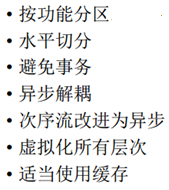 • 按功能分区
• 水平切分
• 避免事务
• 异步解耦
• 次序流改进为异步
• 虚拟化所有层次
• 适当使用缓存